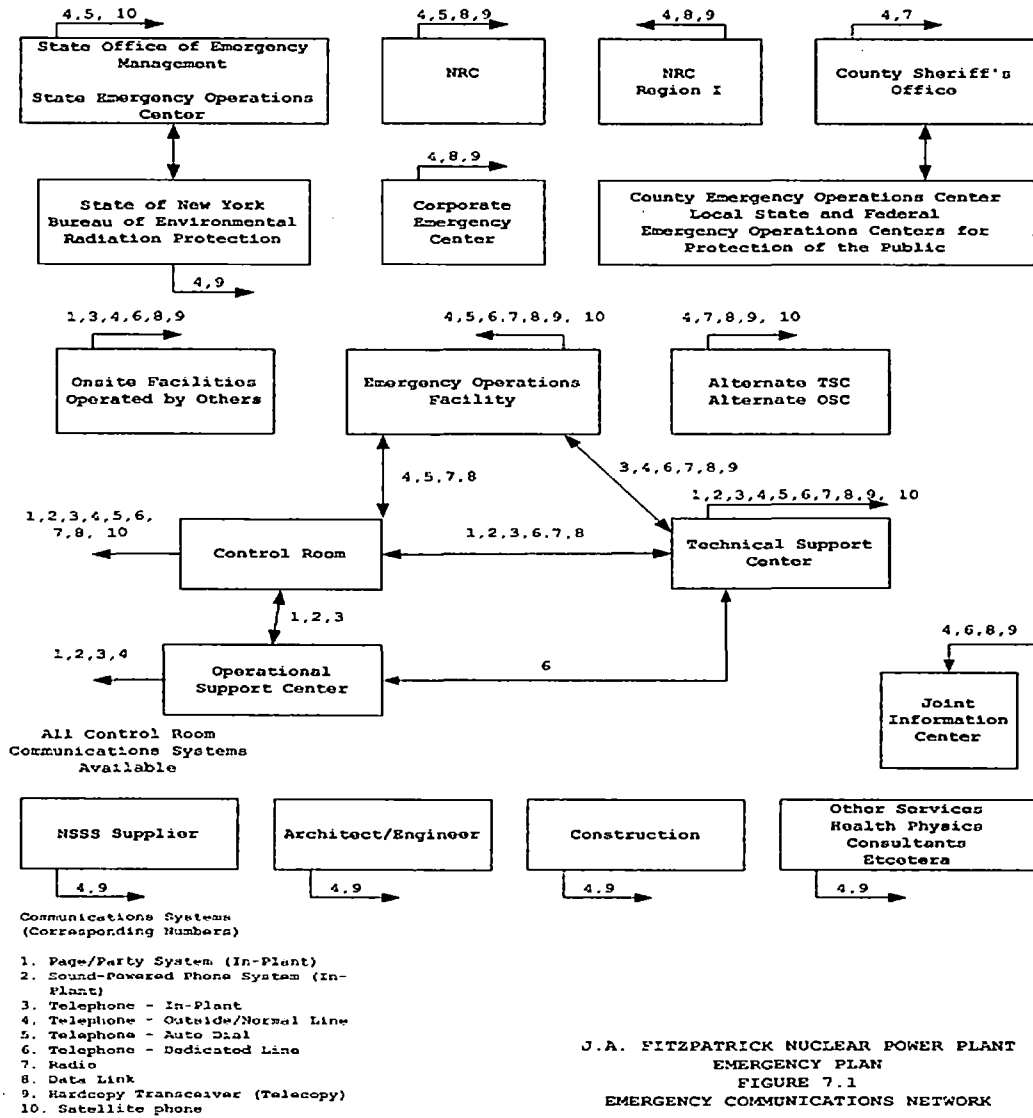 4,5, 10
4,5,8,9
4,8,9
4,7
State Office of Emergency
Management
State Emergency Operations
Center
NRC
NRC
Region I
County Sheriff's
Office
4,8,9
State of New York
Bureau of Environmental
Radiation Protection
Corporate
Emergency
Center
County Emergency Operations Center
Local State and Federal
Emergency Operations Centers for
Protection of the Public
4,9
1,3,4,6,8,9
4,5,6,7,8,9, 10
4,7,8,9, 10
Onsite Facilities
Operated by Others
Emergency Operations
Facility
Alternate TSC
Alternate OSC
4,5,7,8
3,4,6,7,8,9
1,2,3,4,5,6,7,8,9, 10
1,2,3,4,5,6,
7,8, 10
Control Room
1,2,3,6,7,8
Technical Support
Center
1,2,3
1,2,3,4
Operational
Support Center
6
4,6,8,9
Joint
Information
Center
All Control Room
Communications Systems
Available
NSSS Supplier
Architect/Engineer
Construction
Other Services
Health Physics
Consultants
Etcetera
4,9
4,9
4,9
4,9
Communications Systems
(Corresponding Numbers)
1. Page/Party System (In-Plant)
2. Sound-Powered Phone System (In-
Plant)
3. Telephone - In-Plant
4. Telephone - Outside/Normal Line
5. Telephone - Auto Dial
6. Telephone - Dedicated Line
7. Radio
8. Data Link
9. Hardcopy Transceiver (Telecopy)
10. Satellite phone
J.A. FITZPATRICK NUCLEAR POWER PLANT
EMERGENCY PLAN
FIGURE 7.1
EMERGENCY COMMUNICATIONS NETWORK